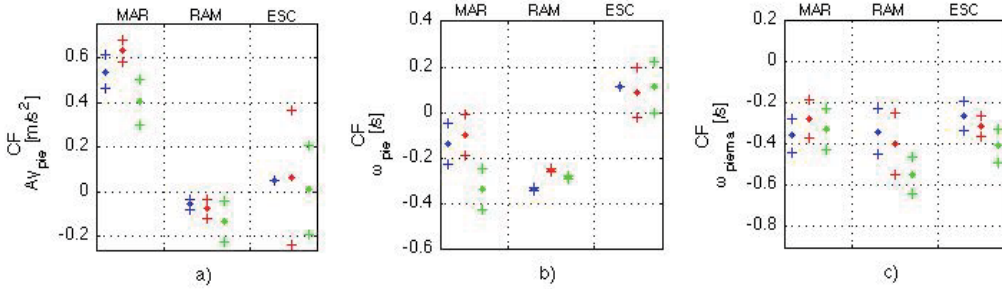 MAR RAM ESC
0.6
0.4
0.2
0
-0.2
CF
Av pie [m/s²]
a)
MAR RAM ESC
0.4
0.2
0
-0.2
-0.4
-0.6
CF
ω pie [/s]
b)
MAR RAM ESC
0.2
0
-0.2
-0.4
-0.6
-0.8
CF
ω pierna [/s]
c)